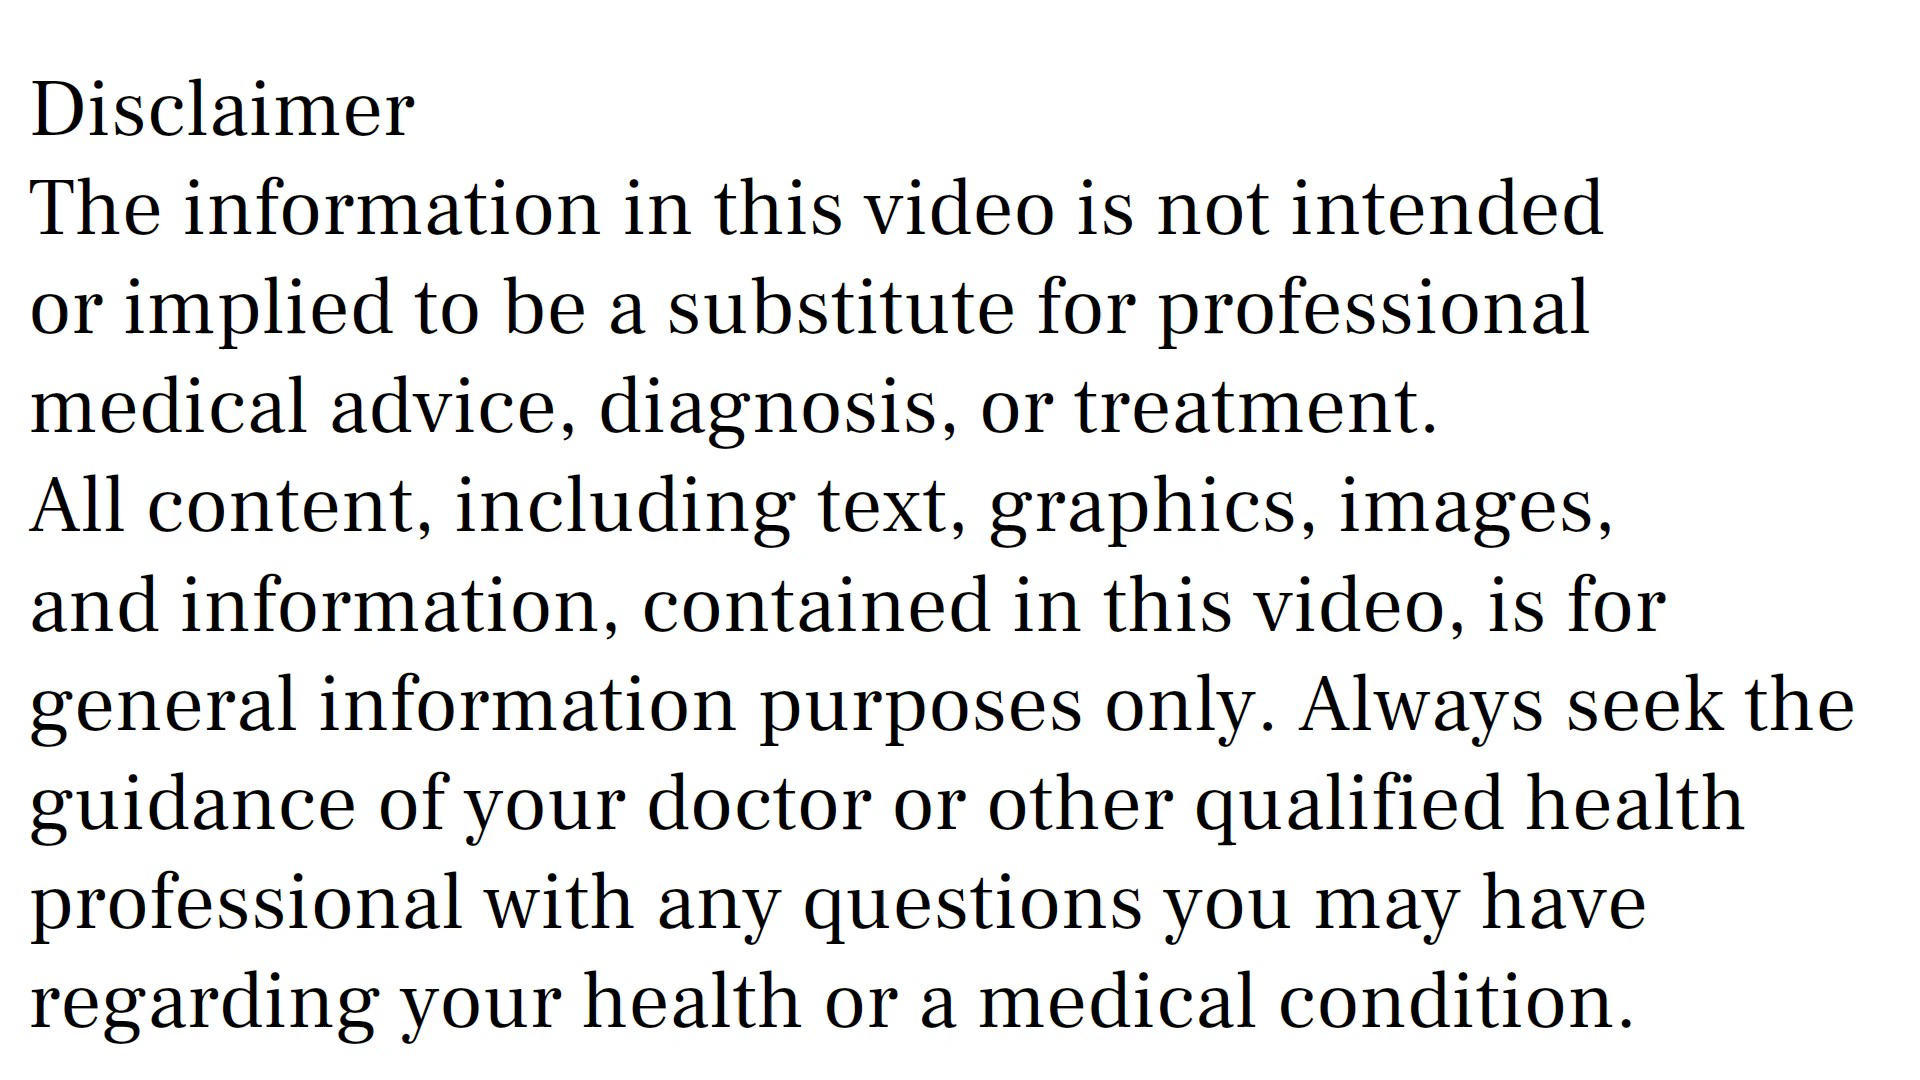 Disclaimer
The information in this video is not intended
or implied to be a substitute for professional
medical advice, diagnosis, or treatment.
All content, including text, graphics, images,
and information, contained in this video, is for
general information purposes only. Always seek the
guidance of your doctor or other qualified health
professional with any questions you may have
regarding your health or a medical condition.